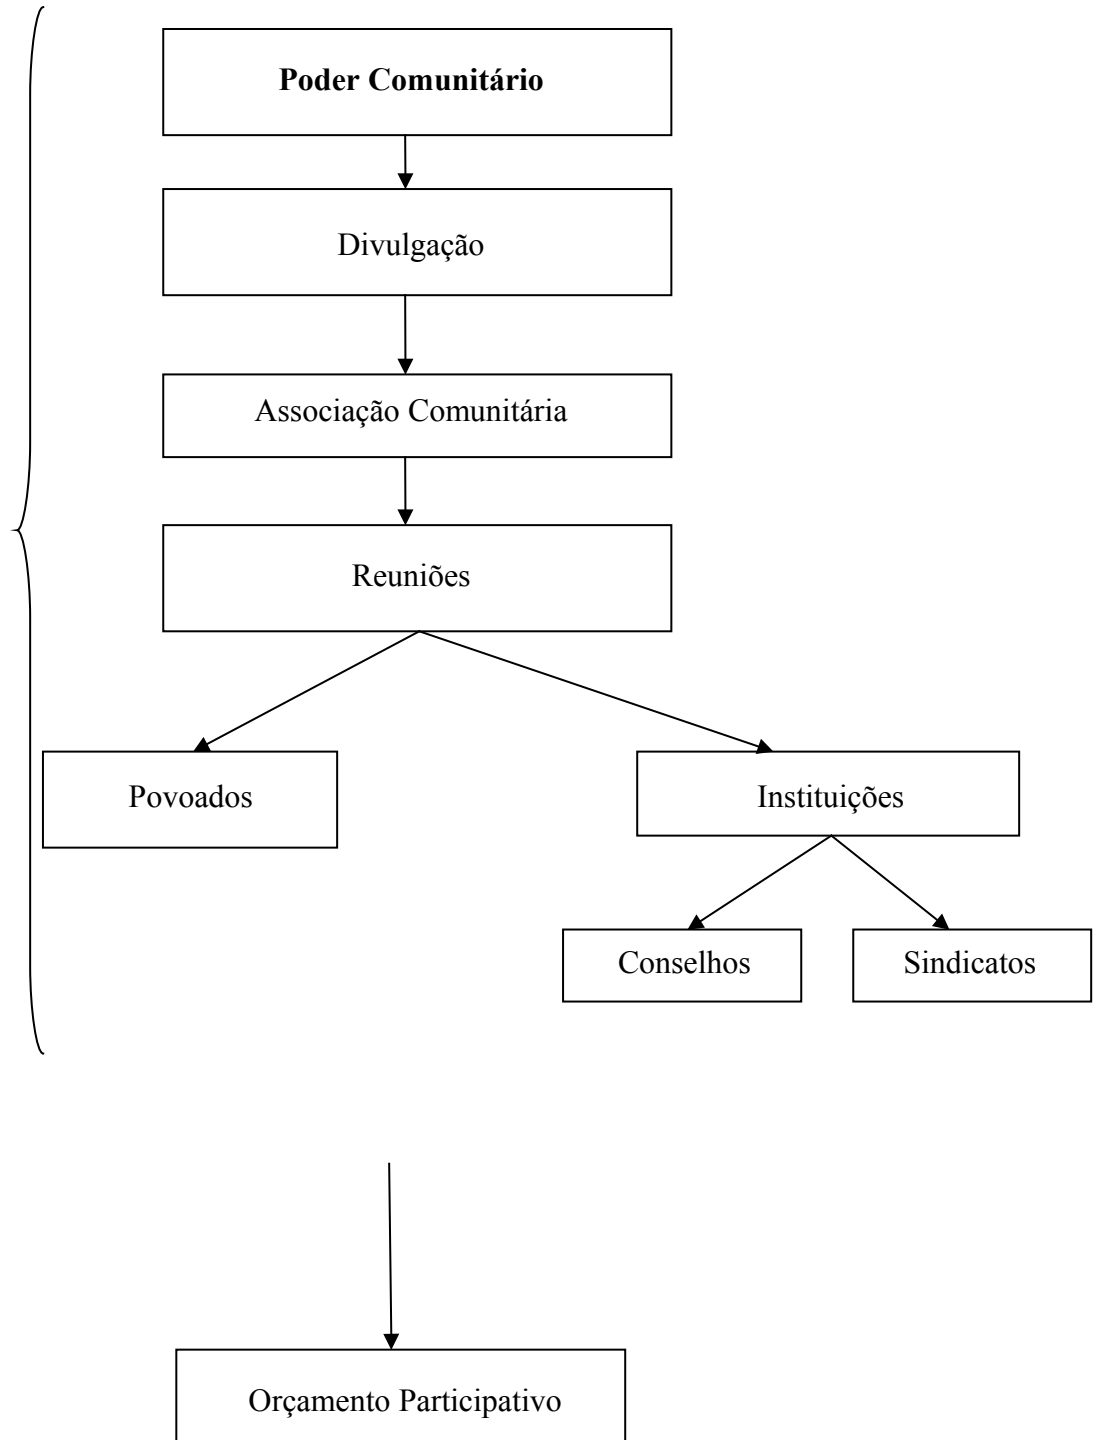 Poder Comunitário
Divulgação
Associação Comunitária
Reuniões
Povoados
Instituições
Conselhos
Sindicatos
Orçamento Participativo